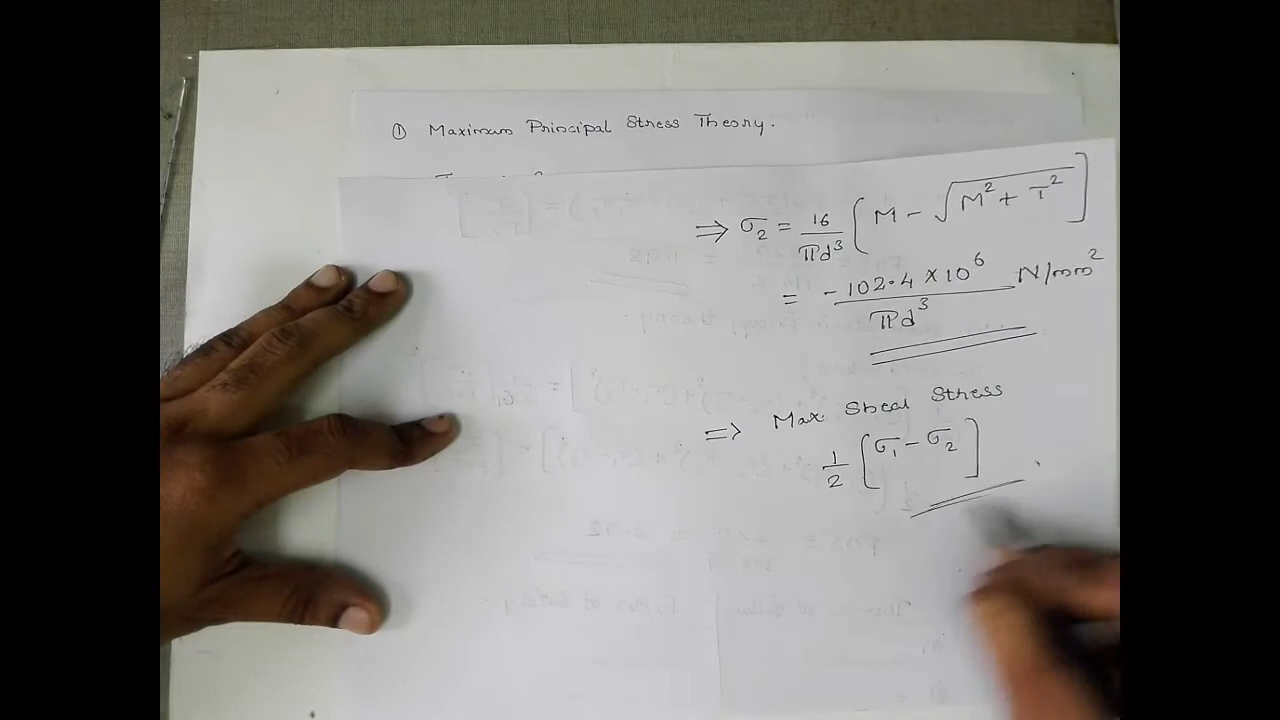 ① Maximum Principal Stress Theory.
⇒ σ₂ = 16/πd³ [M - √(M² + T²)]
= -102.4 × 10⁶/πd³ N/mm²
⇒ Max Shear Stress
1/2 [σ₁ - σ₂]